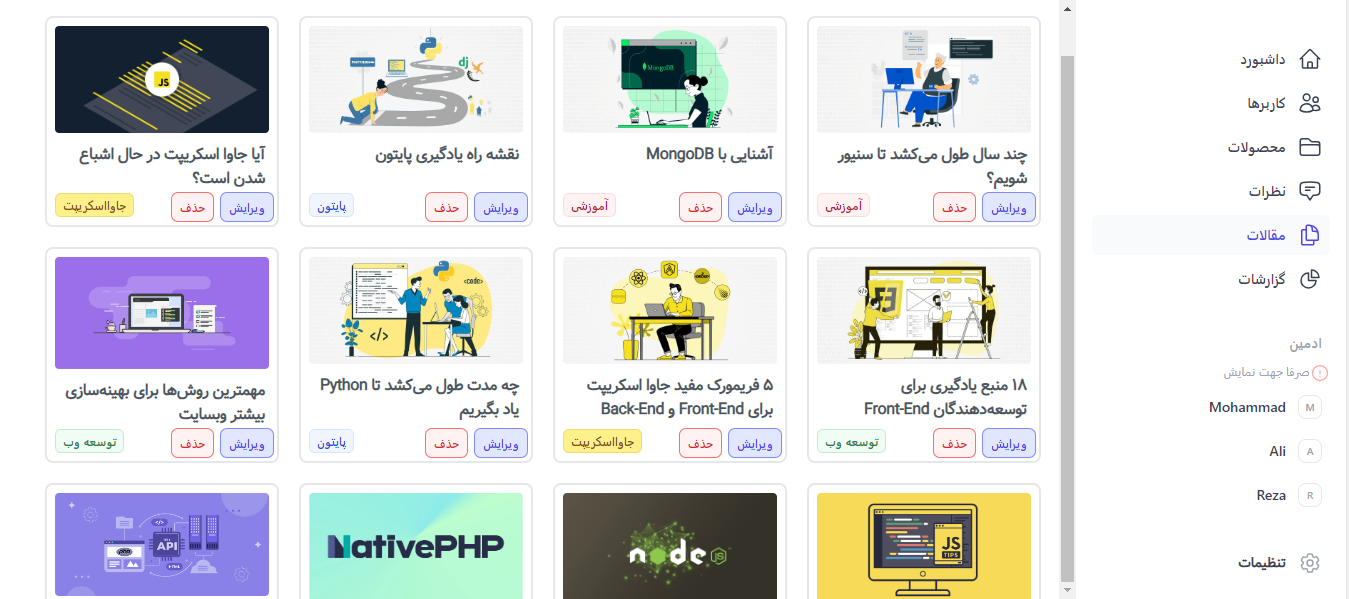 داشبورد
کاربرها
محصولات
نظرات
مقالات
گزارشات
ادمین
صرفا جهت نمایش
Mohammad
M
Ali
A
Reza
R
تنظیمات
چند سال طول می‌کشد تا سنیور
شویم؟
ویرایش
حذف
آموزشی
MongoDB
آشنایی با MongoDB
ویرایش
حذف
آموزشی
dj
نقشه راه یادگیری پایتون
ویرایش
حذف
پایتون
JS
آیا جاوا اسکریپت در حال اشباع
شدن است؟
ویرایش
حذف
جاوااسکریپت
۱۸ منبع یادگیری برای
توسعه‌دهندگان Front-End
ویرایش
حذف
توسعه وب
۵ فریمورک مفید جاوا اسکریپت
برای Front-End و Back-End
ویرایش
حذف
جاوااسکریپت
<code>
</>
چه مدت طول می‌کشد تا Python
یاد بگیریم
ویرایش
حذف
پایتون
مهمترین روش‌ها برای بهینه‌سازی
بیشتر وبسایت
ویرایش
حذف
توسعه وب
JS
TIPS
node
JS
NativePHP
API